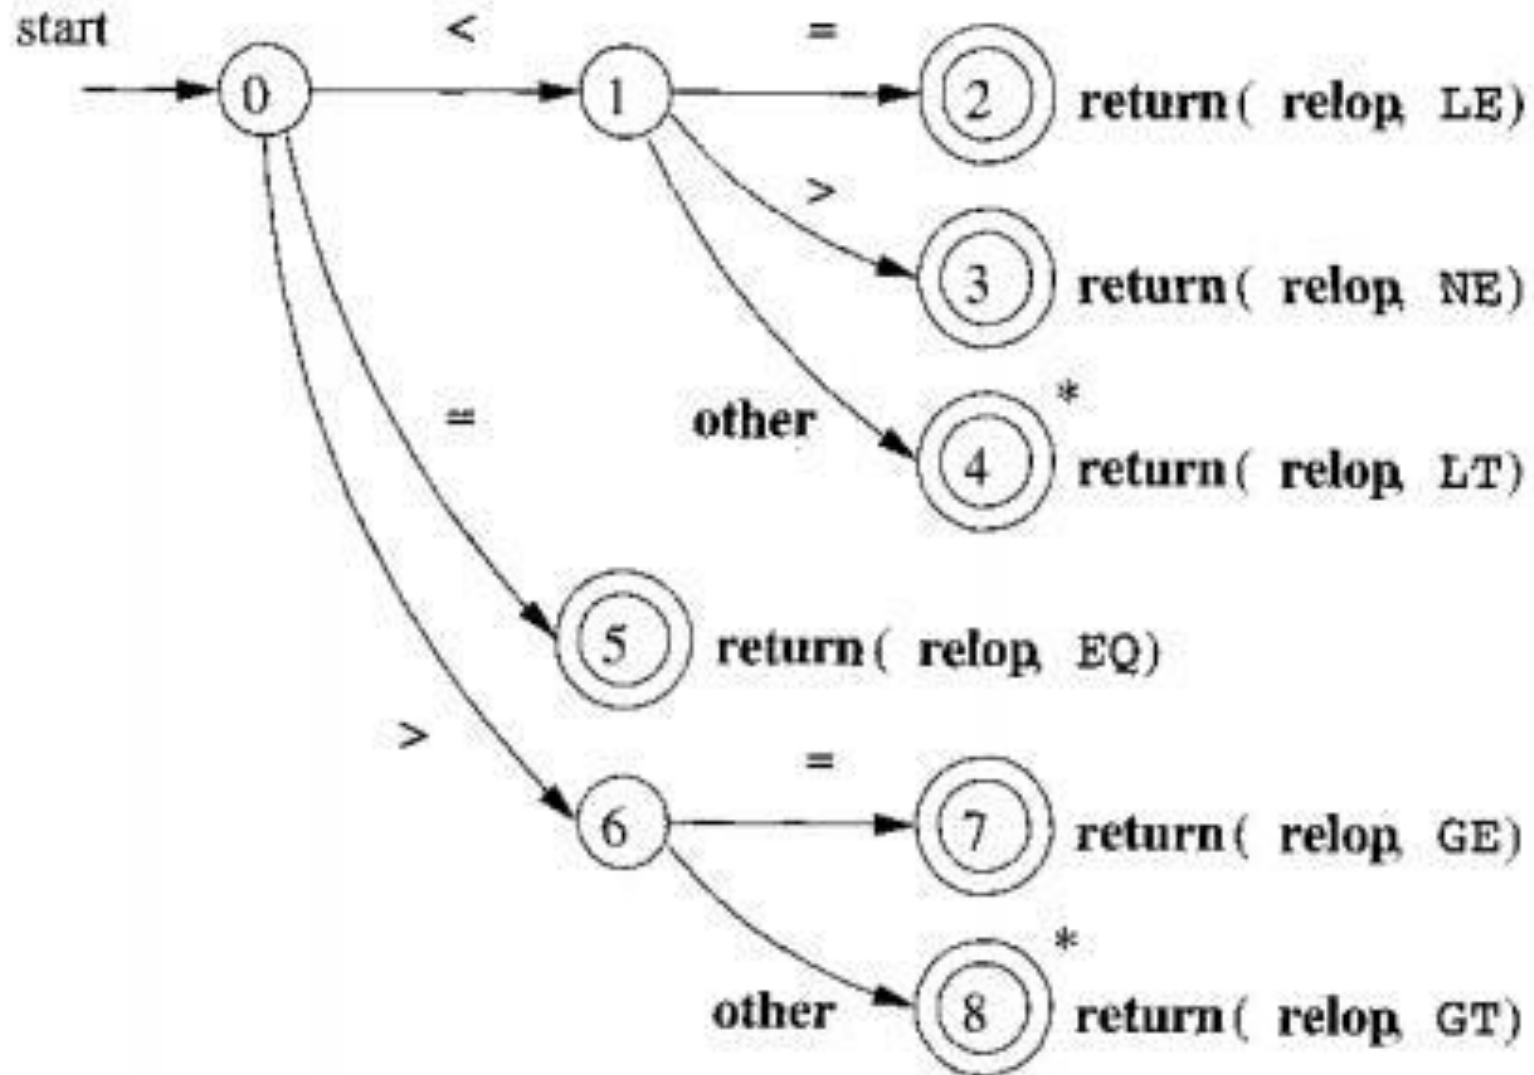 start
<
=
0
1
2
return( relop, LE)
>
3
return( relop, NE)
*
=
other
4
return( relop, LT)
5
return( relop, EQ)
>
=
6
7
return( relop, GE)
*
other
8
return( relop, GT)